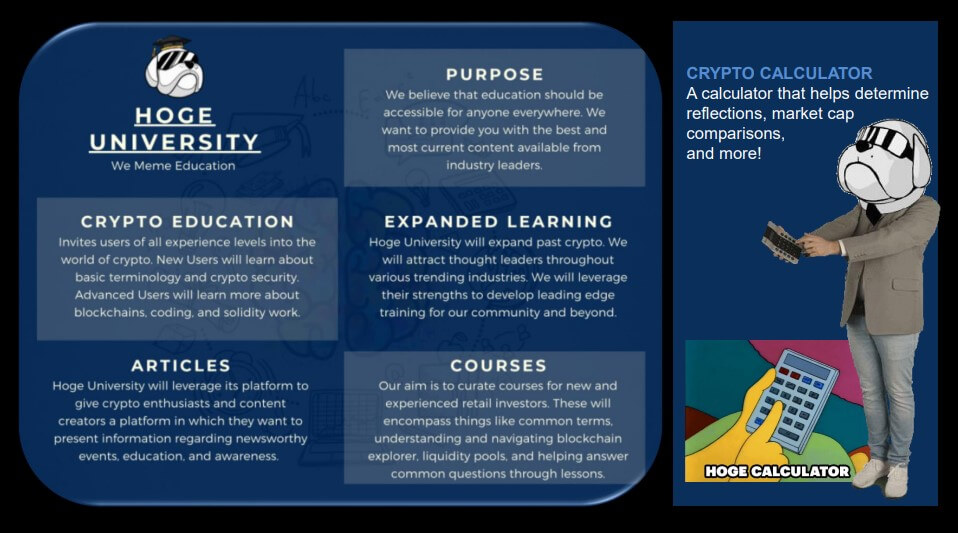 HOGE
UNIVERSITY
We Meme Education
PURPOSE
We believe that education should be
accessible for anyone everywhere. We
want to provide you with the best and
most current content available from
industry leaders.
CRYPTO EDUCATION
Invites users of all experience levels into the
world of crypto. New Users will learn about
basic terminology and crypto security.
Advanced Users will learn more about
blockchains, coding, and solidity work.
EXPANDED LEARNING
Hoge University will expand past crypto. We
will attract thought leaders throughout
various trending industries. We will leverage
their strengths to develop leading edge
training for our community and beyond.
ARTICLES
Hoge University will leverage its platform to
give crypto enthusiasts and content
creators a platform in which they want to
present information regarding newsworthy
events, education, and awareness.
COURSES
Our aim is to curate courses for new and
experienced retail investors. These will
encompass things like common terms,
understanding and navigating blockchain
explorer, liquidity pools, and helping answer
common questions through lessons.
CRYPTO CALCULATOR
A calculator that helps determine
reflections, market cap
comparisons,
and more!
HOGE CALCULATOR